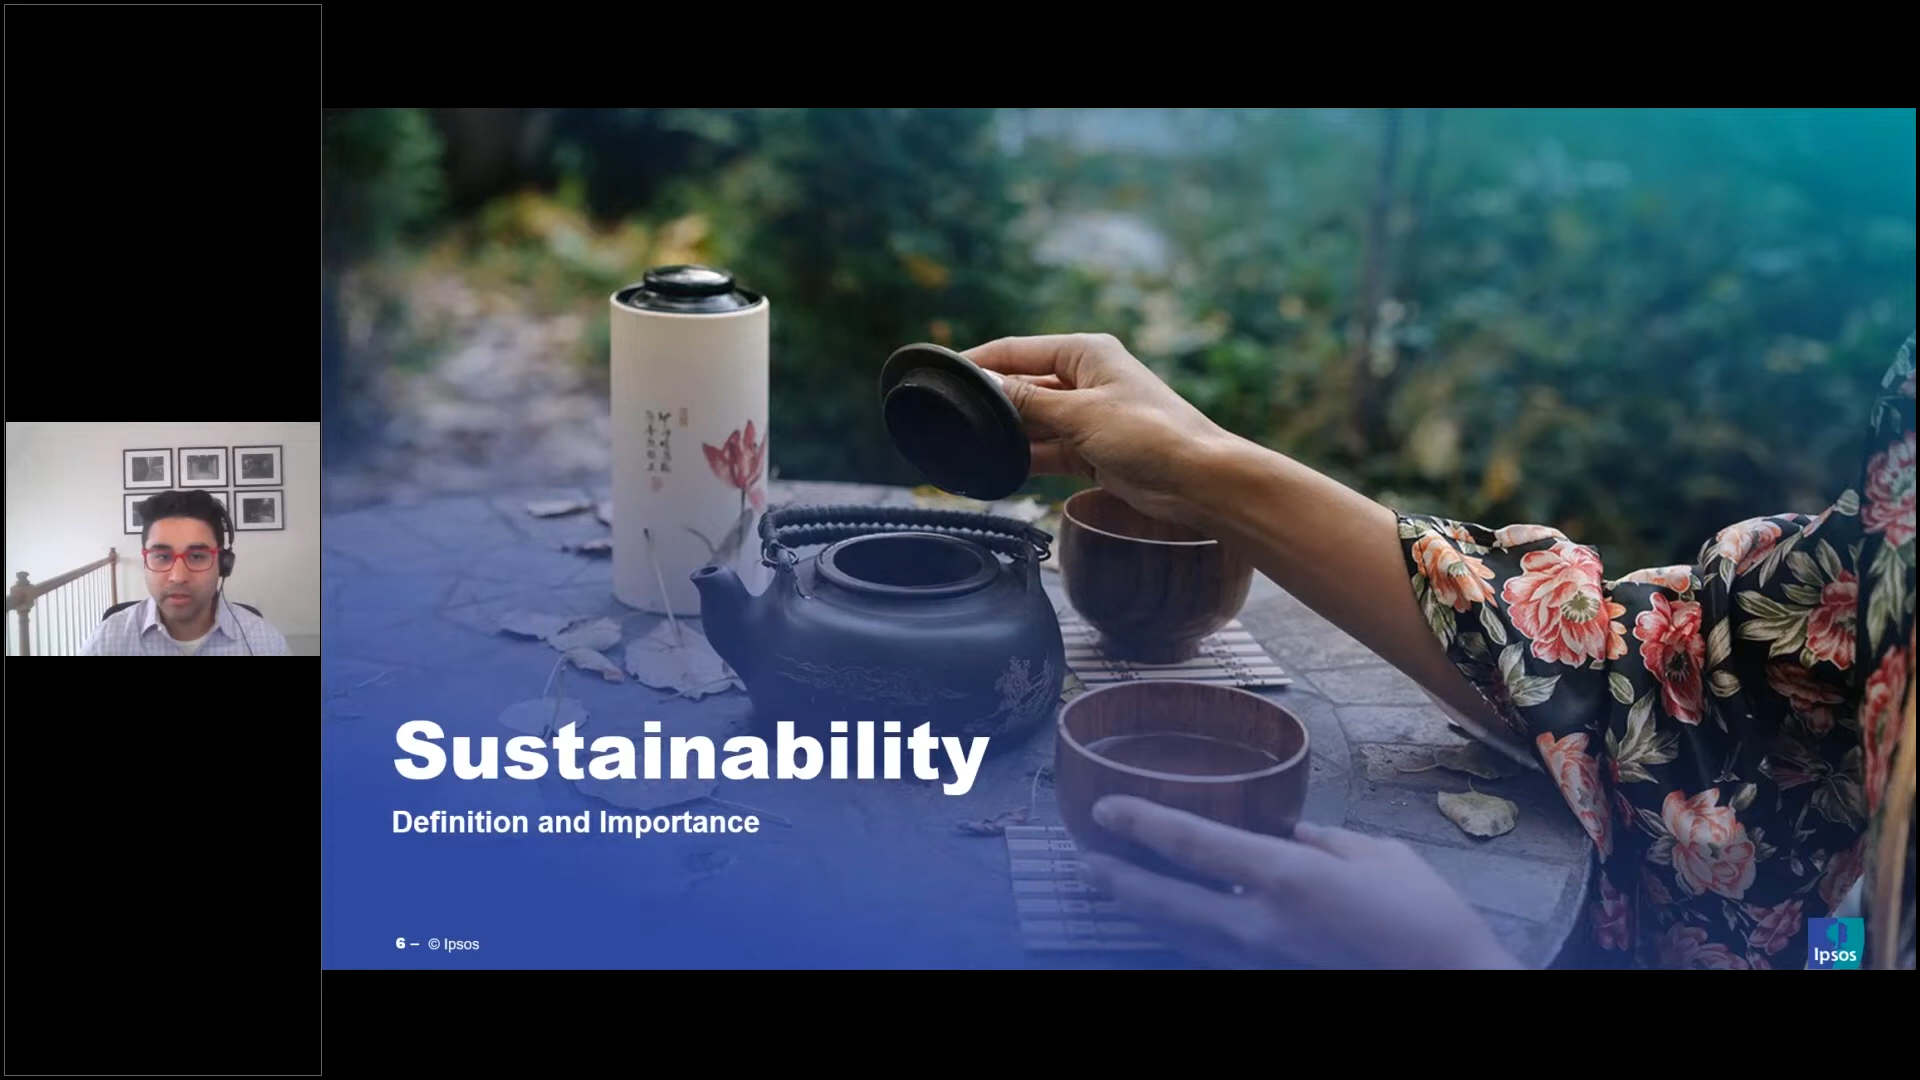 Sustainability
Definition and Importance
6 – © Ipsos
Ipsos